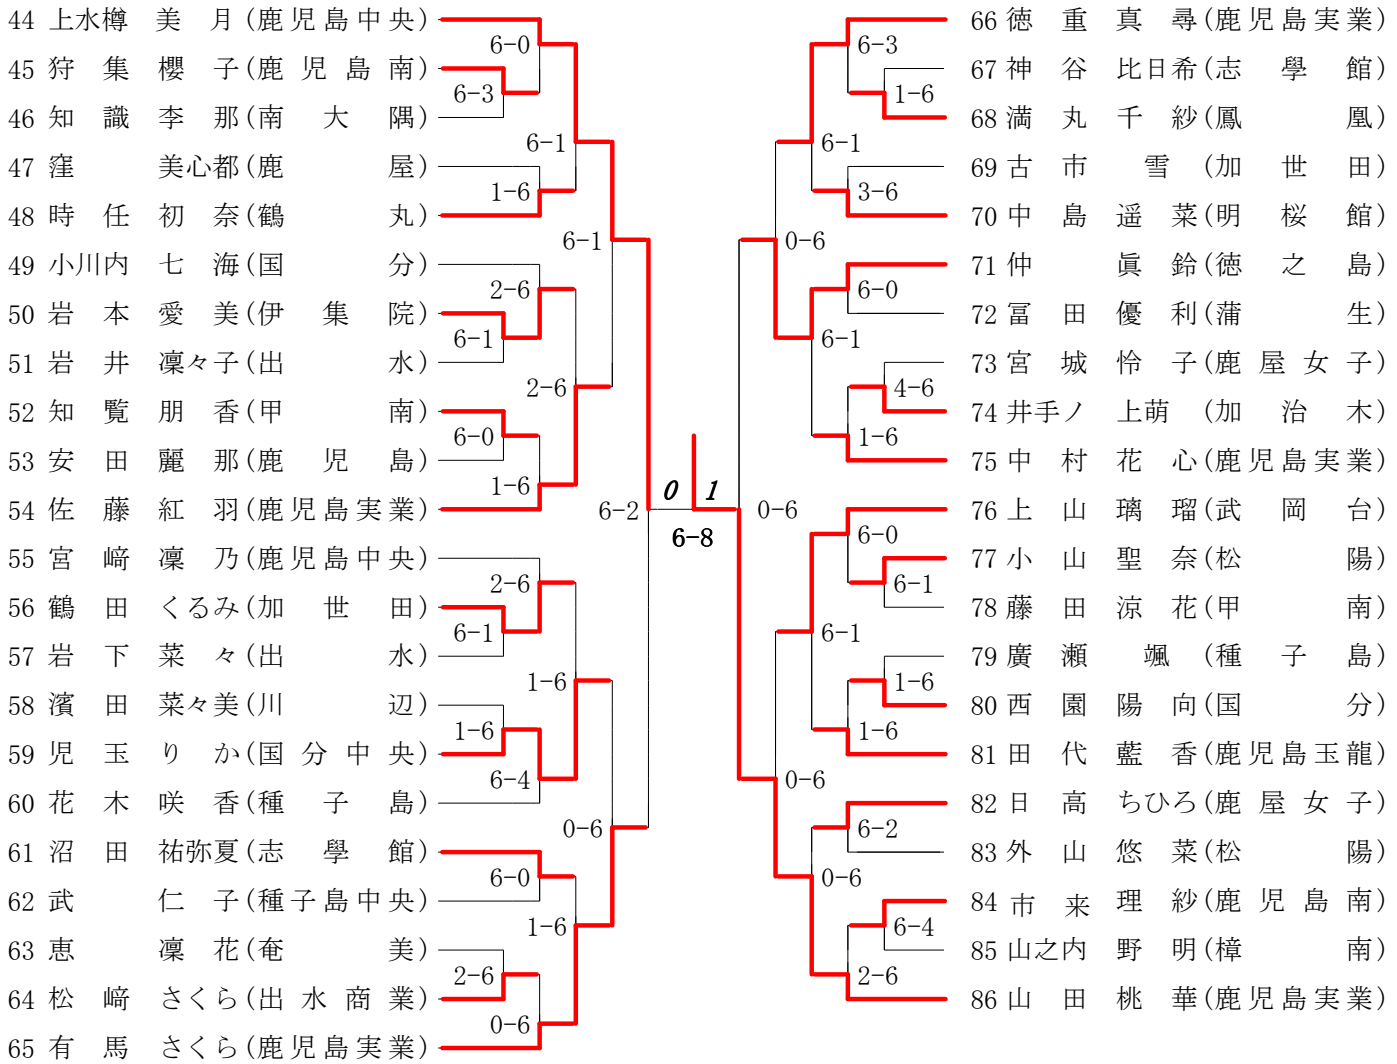 44 上水樽 美 月(鹿児島中央)
45 狩 集 櫻 子(鹿 児 島 南)
46 知 識 李 那(南 大 隅)
47 窪 美心都(鹿 屋)
48 時 任 初 奈(鶴 丸)
49 小川内 七 海(国 分)
50 岩 本 愛 美(伊 集 院)
51 岩 井 凜々子(出 水)
52 知 覧 朋 香(甲 南)
53 安 田 麗 那(鹿 児 島)
54 佐 藤 紅 羽(鹿児島実業)
55 宮 﨑 凜 乃(鹿児島中央)
56 鶴 田 くるみ(加 世 田)
57 岩 下 菜 々(出 水)
58 濱 田 菜々美(川 辺)
59 児 玉 り か(国 分 中 央)
60 花 木 咲 香(種 子 島)
61 沼 田 祐弥夏(志 學 館)
62 武 仁 子(種子島中央)
63 恵 凜 花(奄 美)
64 松 﨑 さくら(出 水 商 業)
65 有 馬 さくら(鹿児島実業)
6-0
6-3
6-1
1-6
6-1
2-6
6-1
2-6
6-0
1-6
6-2
2-6
6-1
1-6
1-6
6-4
0-6
6-0
1-6
2-6
0-6
0 1
6-8
6-3
1-6
6-1
3-6
0-6
6-0
6-1
4-6
1-6
0-6
6-0
6-1
6-1
1-6
1-6
0-6
6-2
0-6
6-4
2-6
66 徳 重 真 尋(鹿児島実業)
67 神 谷 比日希(志 學 館)
68 満 丸 千 紗(鳳 凰)
69 古 市 雪 (加 世 田)
70 中 島 遥 菜(明 桜 館)
71 仲 眞 鈴(徳 之 島)
72 冨 田 優 利(蒲 生)
73 宮 城 怜 子(鹿 屋 女 子)
74 井手ノ 上萌 (加 治 木)
75 中 村 花 心(鹿児島実業)
76 上 山 璃 瑠(武 岡 台)
77 小 山 聖 奈(松 陽)
78 藤 田 涼 花(甲 南)
79 廣 瀬 颯 (種 子 島)
80 西 園 陽 向(国 分)
81 田 代 藍 香(鹿児島玉龍)
82 日 高 ちひろ(鹿 屋 女 子)
83 外 山 悠 菜(松 陽)
84 市 来 理 紗(鹿 児 島 南)
85 山之内 野 明(樟 南)
86 山 田 桃 華(鹿児島実業)